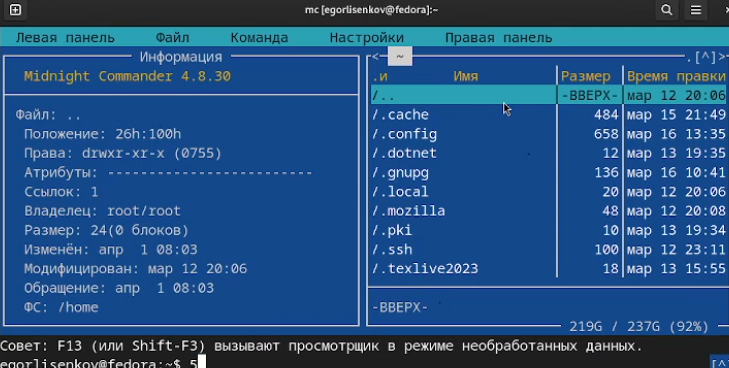 mc [egorlisenkov@fedora]:~
Левая панель Файл Команда Настройки Правая панель
Информация
Midnight Commander 4.8.30
Файл: ..
Положение: 26h:100h
Права: drwxr-xr-x (0755)
Атрибуты: -------------------------
Ссылок: 1
Владелец: root/root
Размер: 24(0 блоков)
Изменён: апр 1 08:03
Модифицирован: мар 12 20:06
Обращение: апр 1 08:03
ФС: /home
<- ~ .[^]>
.и Имя Размер Время правки
/.. -ВВЕРХ- мар 12 20:06
/.cache 484 мар 15 21:49
/.config 658 мар 16 13:35
/.dotnet 12 мар 13 19:35
/.gnupg 136 мар 16 10:41
/.local 20 мар 12 20:06
/.mozilla 48 мар 12 20:08
/.pki 10 мар 13 19:34
/.ssh 100 мар 12 23:11
/.texlive2023 18 мар 13 15:55
-ВВЕРХ-
219G / 237G (92%)
Совет: F13 (или Shift-F3) вызывают просмотрщик в режиме необработанных данных.
egorlisenkov@fedora:~$ 5 [^]